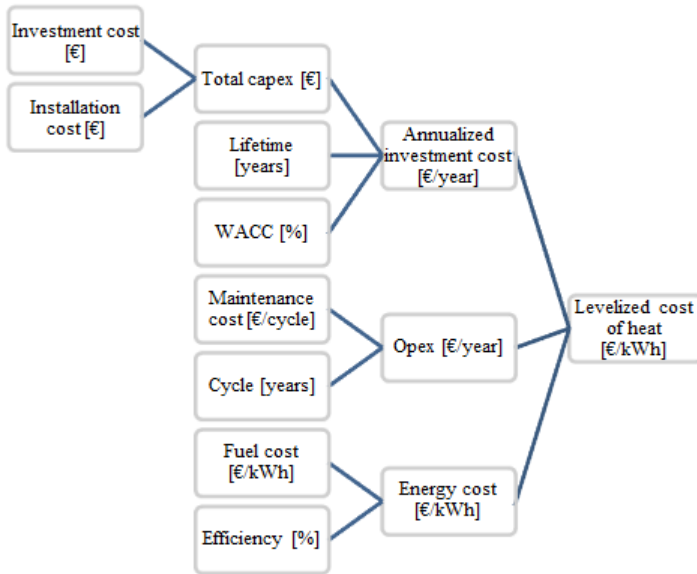 Investment cost
[€]
Installation
cost [€]
Total capex [€]
Lifetime
[years]
WACC [%]
Annualized
investment cost
[€/year]
Maintenance
cost [€/cycle]
Cycle [years]
Opex [€/year]
Fuel cost
[€/kWh]
Efficiency [%]
Energy cost
[€/kWh]
Levelized cost
of heat
[€/kWh]